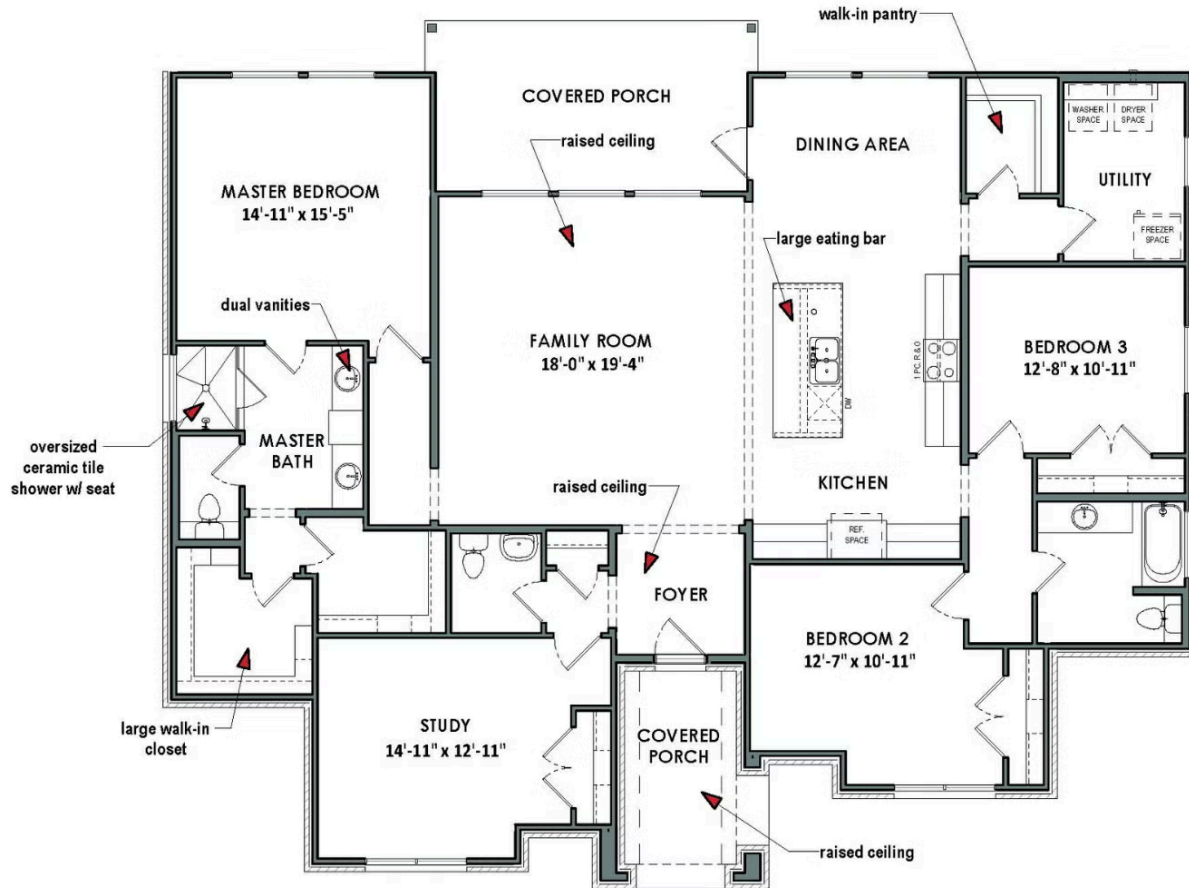 walk-in pantry
COVERED PORCH
raised ceiling
WASHER
SPACE
DRYER
SPACE
DINING AREA
MASTER BEDROOM
14'-11" x 15'-5"
UTILITY
FREEZER
SPACE
large eating bar
dual vanities
FAMILY ROOM
18'-0" x 19'-4"
1 PC. R & O
BEDROOM 3
12'-8" x 10'-11"
DW
oversized
ceramic tile
shower w/ seat
MASTER
BATH
raised ceiling
KITCHEN
REF.
SPACE
FOYER
BEDROOM 2
12'-7" x 10'-11"
large walk-in
closet
STUDY
14'-11" x 12'-11"
COVERED
PORCH
raised ceiling